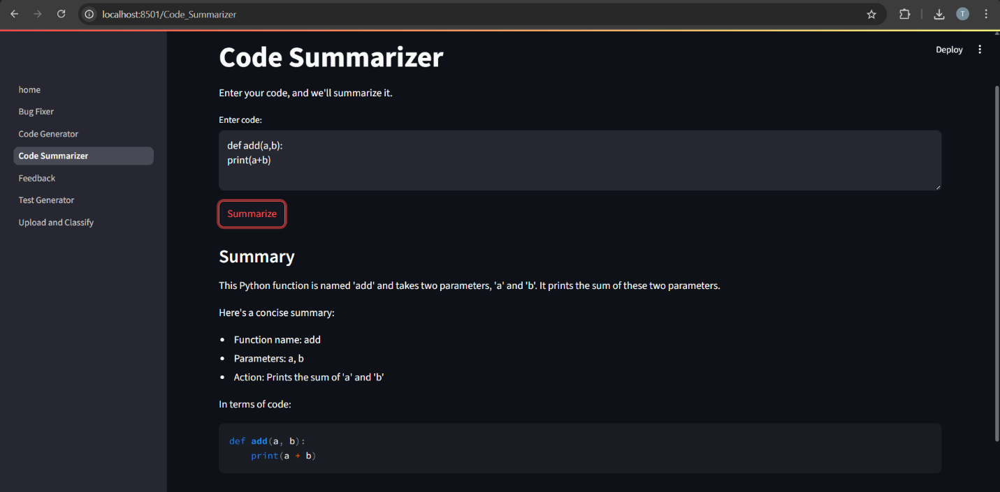 localhost:8501/Code_Summarizer
T
Deploy
home
Bug Fixer
Code Generator
Code Summarizer
Feedback
Test Generator
Upload and Classify
Code Summarizer
Enter your code, and we'll summarize it.
Enter code:
def add(a,b):
print(a+b)
Summarize
Summary
This Python function is named 'add' and takes two parameters, 'a' and 'b'. It prints the sum of these two parameters.
Here's a concise summary:
• Function name: add
• Parameters: a, b
• Action: Prints the sum of 'a' and 'b'
In terms of code:
def add(a, b):
    print(a + b)